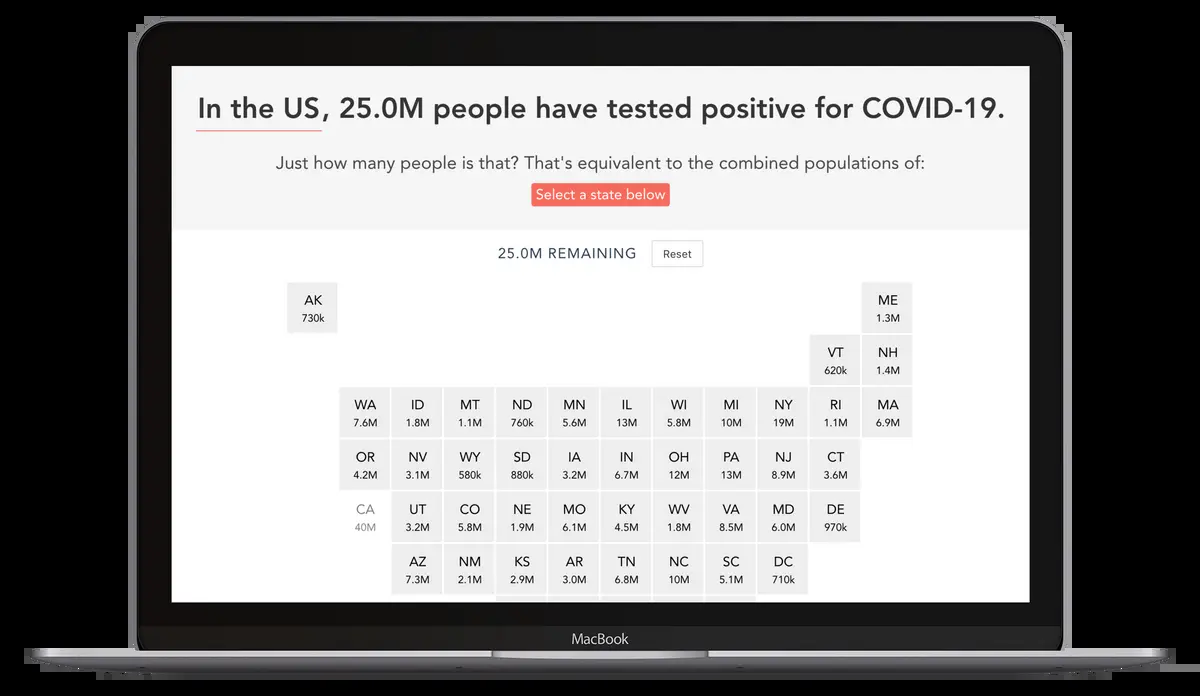 In the US, 25.0M people have tested positive for COVID-19.
Just how many people is that? That's equivalent to the combined populations of:
Select a state below
25.0M REMAINING Reset
AK ME
730k 1.3M
VT NH
620k 1.4M
WA ID MT ND MN IL WI MI NY RI MA
7.6M 1.8M 1.1M 760k 5.6M 13M 5.8M 10M 19M 1.1M 6.9M
OR NV WY SD IA IN OH PA NJ CT
4.2M 3.1M 580k 880k 3.2M 6.7M 12M 13M 8.9M 3.6M
CA UT CO NE MO KY WV VA MD DE
40M 3.2M 5.8M 1.9M 6.1M 4.5M 1.8M 8.5M 6.0M 970k
AZ NM KS AR TN NC SC DC
7.3M 2.1M 2.9M 3.0M 6.8M 10M 5.1M 710k
MacBook